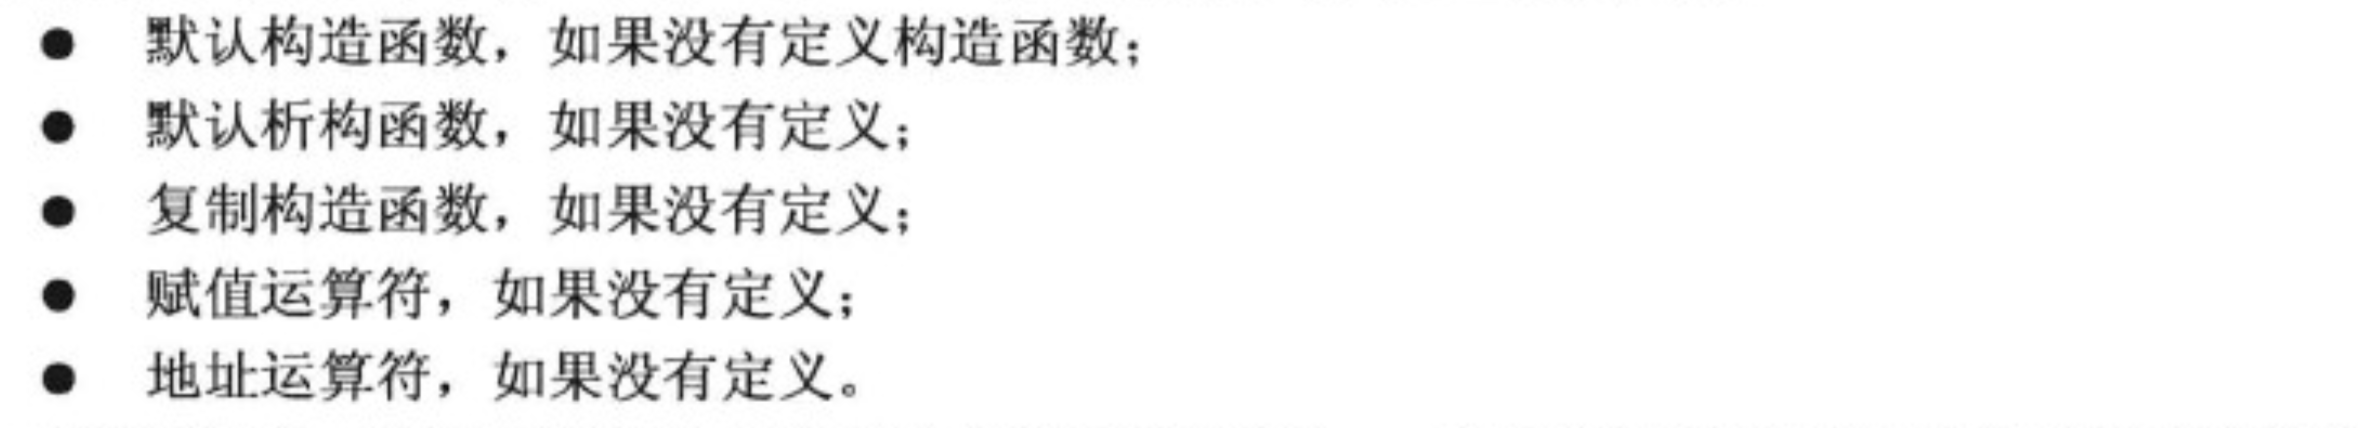 ● 默认构造函数，如果没有定义构造函数；
● 默认析构函数，如果没有定义；
● 复制构造函数，如果没有定义；
● 赋值运算符，如果没有定义；
● 地址运算符，如果没有定义。